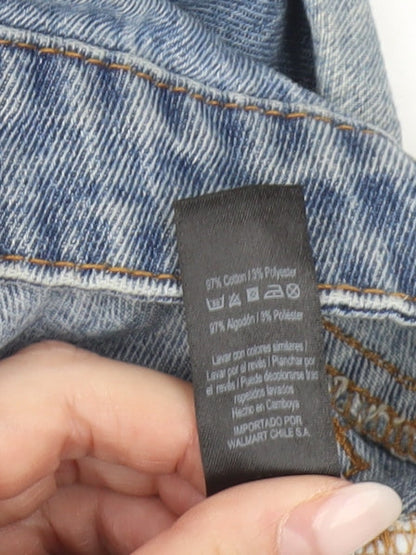 97% Cotton / 3% Polyester
97% Algodón / 3% Poliéster
Lavar con colores similares /
Lavar por el revés / Planchar por
el revés / Puede decolorarse tras
repetidos lavados
Hecho en Camboya
IMPORTADO POR
WALMART CHILE S.A.